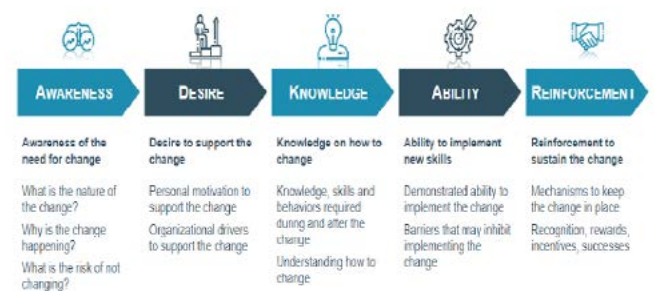 AWARENESS
DESIRE
KNOWLEDGE
ABILITY
REINFORCEMENT
Awareness of the
need for change
What is the nature of
the change?
Why is the change
happening?
What is the risk of not
changing?
Desire to support the
change
Personal motivation to
support the change
Organizational drivers
to support the change
Knowledge on how to
change
Knowledge, skills and
behaviors required
during and after the
change
Understanding how to
change
Ability to implement
new skills
Demonstrated ability to
implement the change
Barriers that may inhibit
implementing the
change
Reinforcement to
sustain the change
Mechanisms to keep
the change in place
Recognition, rewards,
incentives, successes